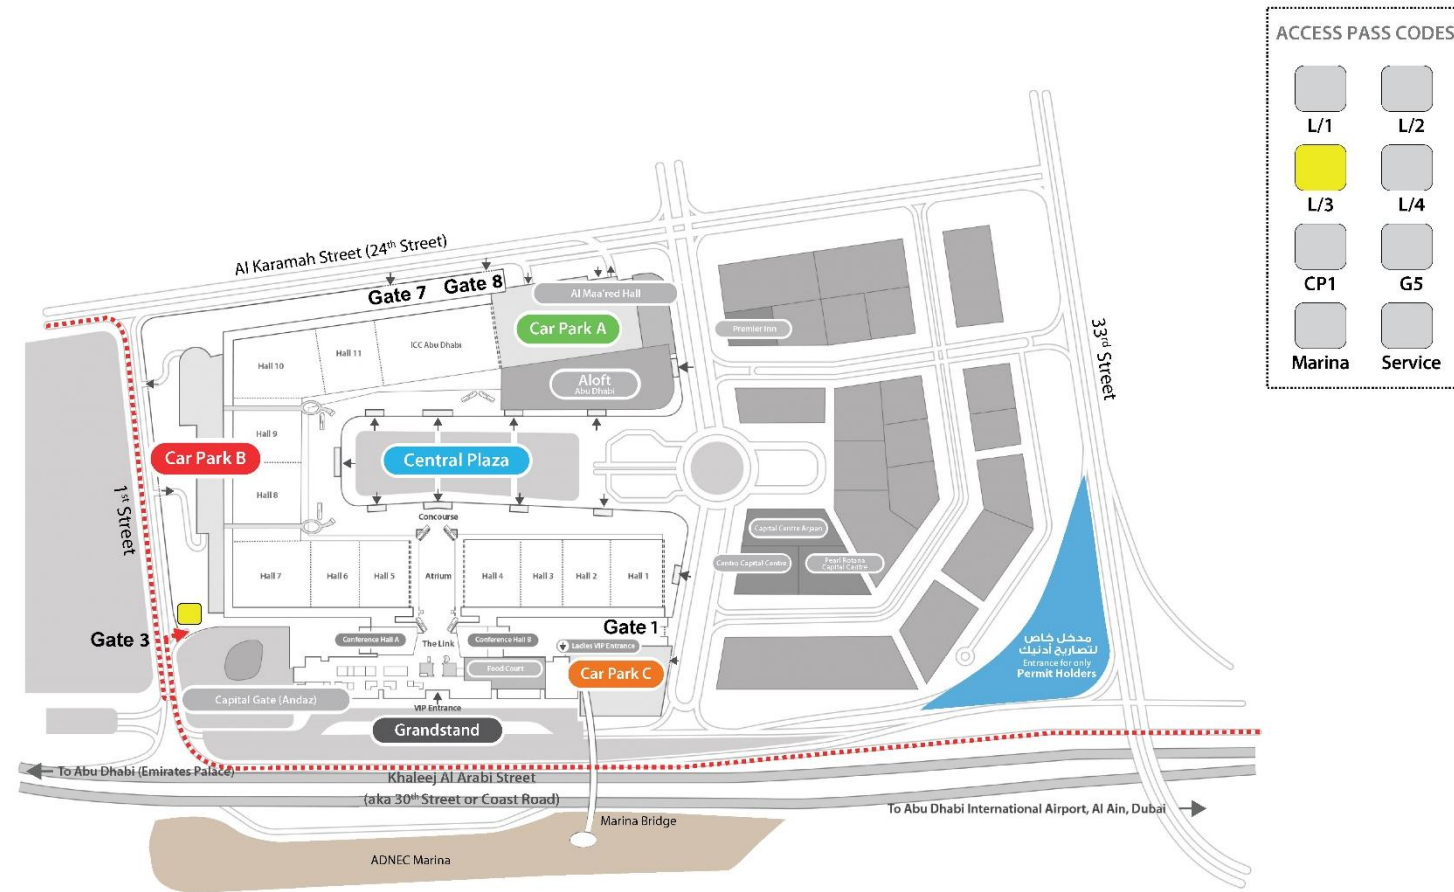 ACCESS PASS CODES
L/1
L/2
L/3
L/4
CP1
G5
Marina
Service
Al Karamah Street (24th Street)
Gate 7
Gate 8
Al Maa'red Hall
Car Park A
Premier Inn
33rd Street
Hall 10
Hall 11
ICC Abu Dhabi
Aloft
Abu Dhabi
Hall 9
Car Park B
Central Plaza
1st Street
Hall 8
Concourse
Capital Centre Arjaan
Centro Capital Centre
Pearl Rotana
Capital Centre
Hall 7
Hall 6
Hall 5
Atrium
Hall 4
Hall 3
Hall 2
Hall 1
Gate 3
Conference Hall A
The Link
Conference Hall B
Gate 1
Ladies VIP Entrance
Food Court
Car Park C
مدخل خاص
لتصاريح أدنيك
Entrance for only
Permit Holders
Capital Gate (Andaz)
VIP Entrance
Grandstand
To Abu Dhabi (Emirates Palace)
Khaleej Al Arabi Street
(aka 30th Street or Coast Road)
To Abu Dhabi International Airport, Al Ain, Dubai
Marina Bridge
ADNEC Marina